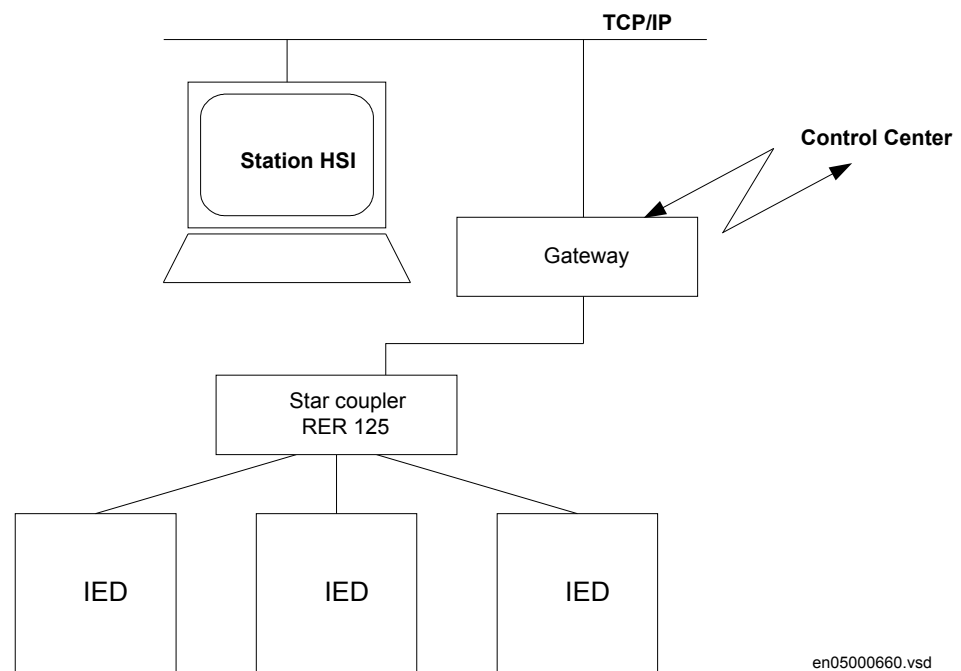 TCP/IP
Control Center
Station HSI
Gateway
Star coupler
RER 125
IED
IED
IED
en05000660.vsd